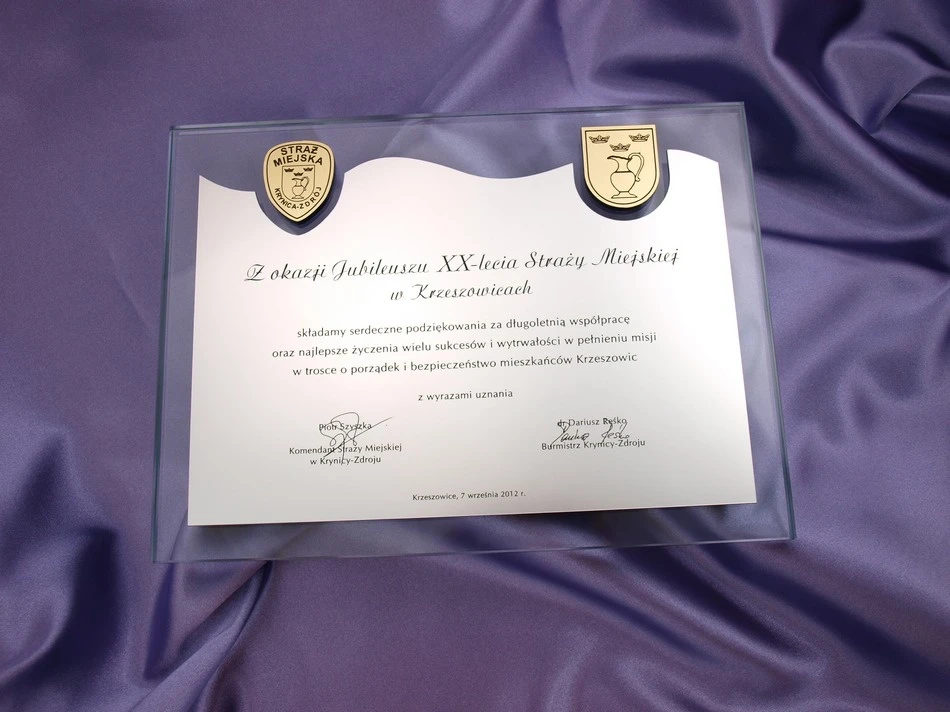 STRAŻ
MIEJSKA
KRYNICA-ZDRÓJ
Z okazji Jubileuszu XX-lecia Straży Miejskiej
w Krzeszowicach
składamy serdeczne podziękowania za długoletnią współpracę
oraz najlepsze życzenia wielu sukcesów i wytrwałości w pełnieniu misji
w trosce o porządek i bezpieczeństwo mieszkańców Krzeszowic
z wyrazami uznania
Piotr Szyszka
Komendant Straży Miejskiej
w Krynicy-Zdroju
dr Dariusz Reśko
Burmistrz Krynicy-Zdroju
Krzeszowice, 7 września 2012 r.